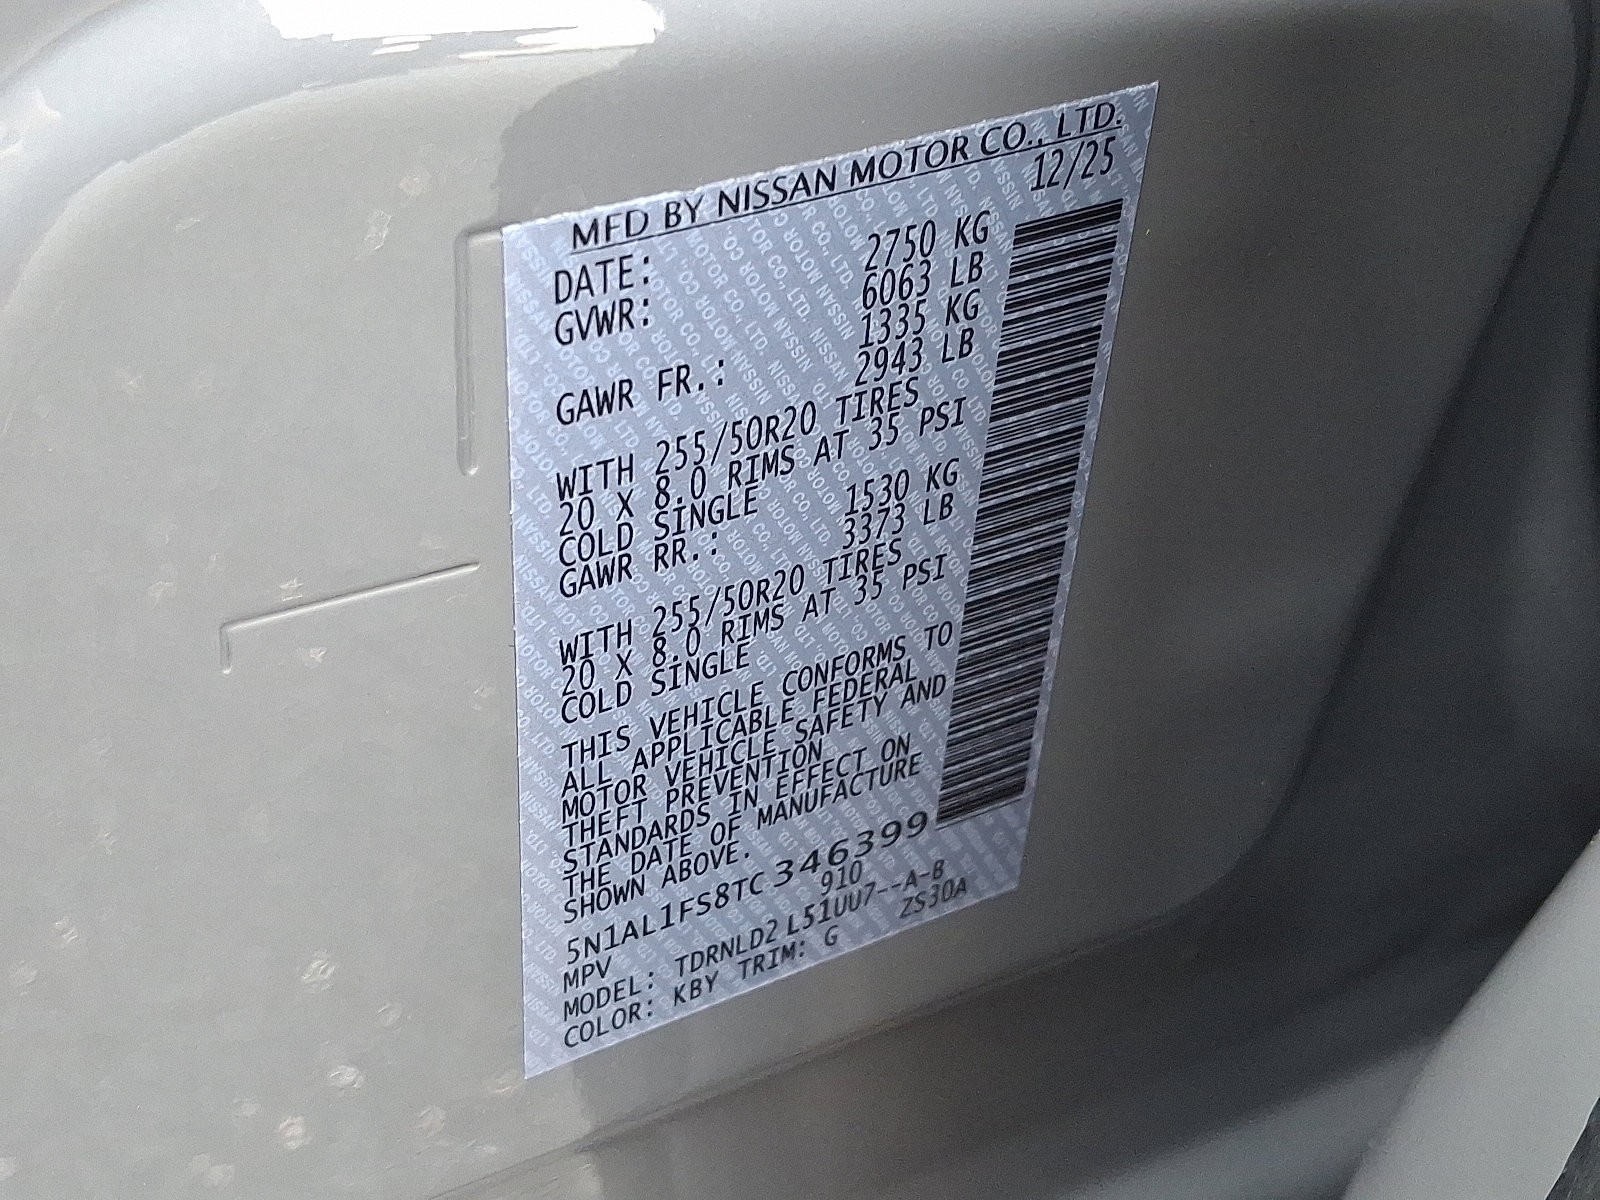 MFD BY NISSAN MOTOR CO., LTD.
DATE: 12/25
GVWR: 2750 KG
6063 LB
GAWR FR.: 1335 KG
2943 LB
WITH 255/50R20 TIRES
20 X 8.0 RIMS AT 35 PSI
COLD SINGLE
GAWR RR.: 1530 KG
3373 LB
WITH 255/50R20 TIRES
20 X 8.0 RIMS AT 35 PSI
COLD SINGLE
THIS VEHICLE CONFORMS TO
ALL APPLICABLE FEDERAL
MOTOR VEHICLE SAFETY AND
THEFT PREVENTION
STANDARDS IN EFFECT ON
THE DATE OF MANUFACTURE
SHOWN ABOVE.
5N1AL1FS8TC346399
MPV 910
MODEL: TDRNLD2 L51UU7--A-B
COLOR: KBY TRIM: G ZS30A